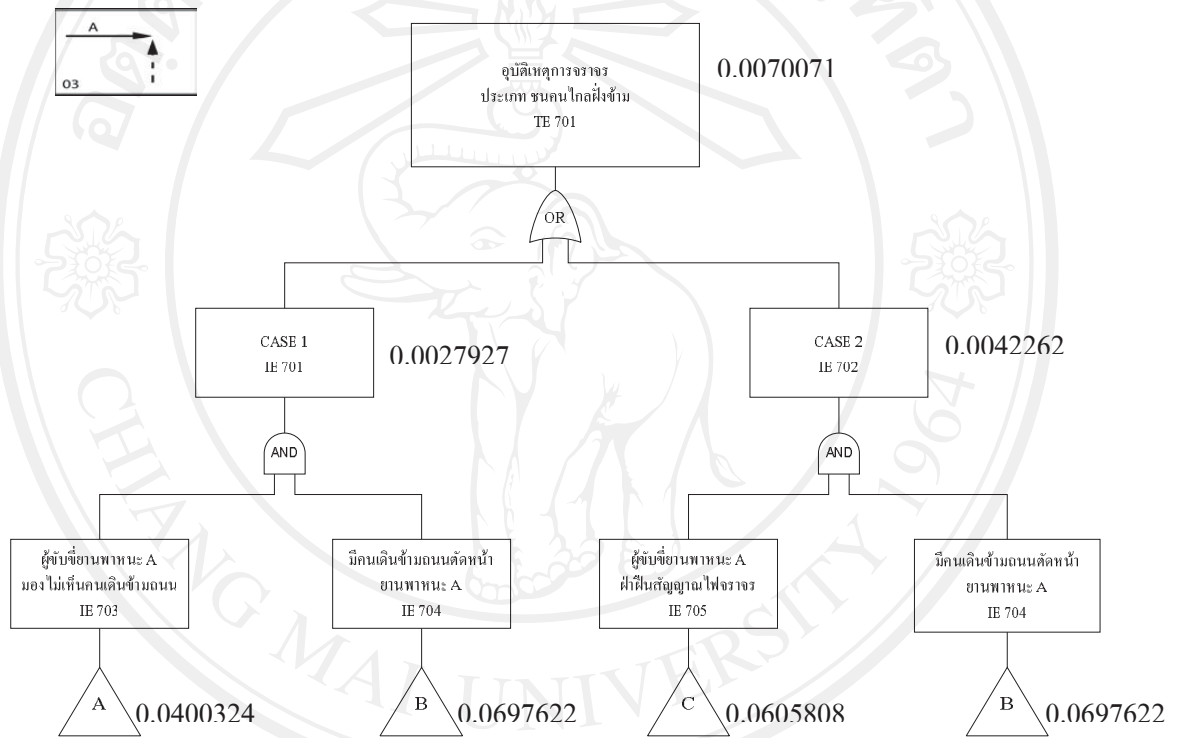 A
03
อุบัติเหตุการจราจร
ประเภท ชนคนไกลฝั่งข้าม
TE 701
0.0070071
OR
CASE 1
IE 701
0.0027927
CASE 2
IE 702
0.0042262
AND
AND
ผู้ขับขี่ยานพาหนะ A
มองไม่เห็นคนเดินข้ามถนน
IE 703
มีคนเดินข้ามถนนตัดหน้า
ยานพาหนะ A
IE 704
ผู้ขับขี่ยานพาหนะ A
ฝ่าฝืนสัญญาณไฟจราจร
IE 705
มีคนเดินข้ามถนนตัดหน้า
ยานพาหนะ A
IE 704
A
0.0400324
B
0.0697622
C
0.0605808
B
0.0697622
CHIANG MAI UNIVERSITY 1964